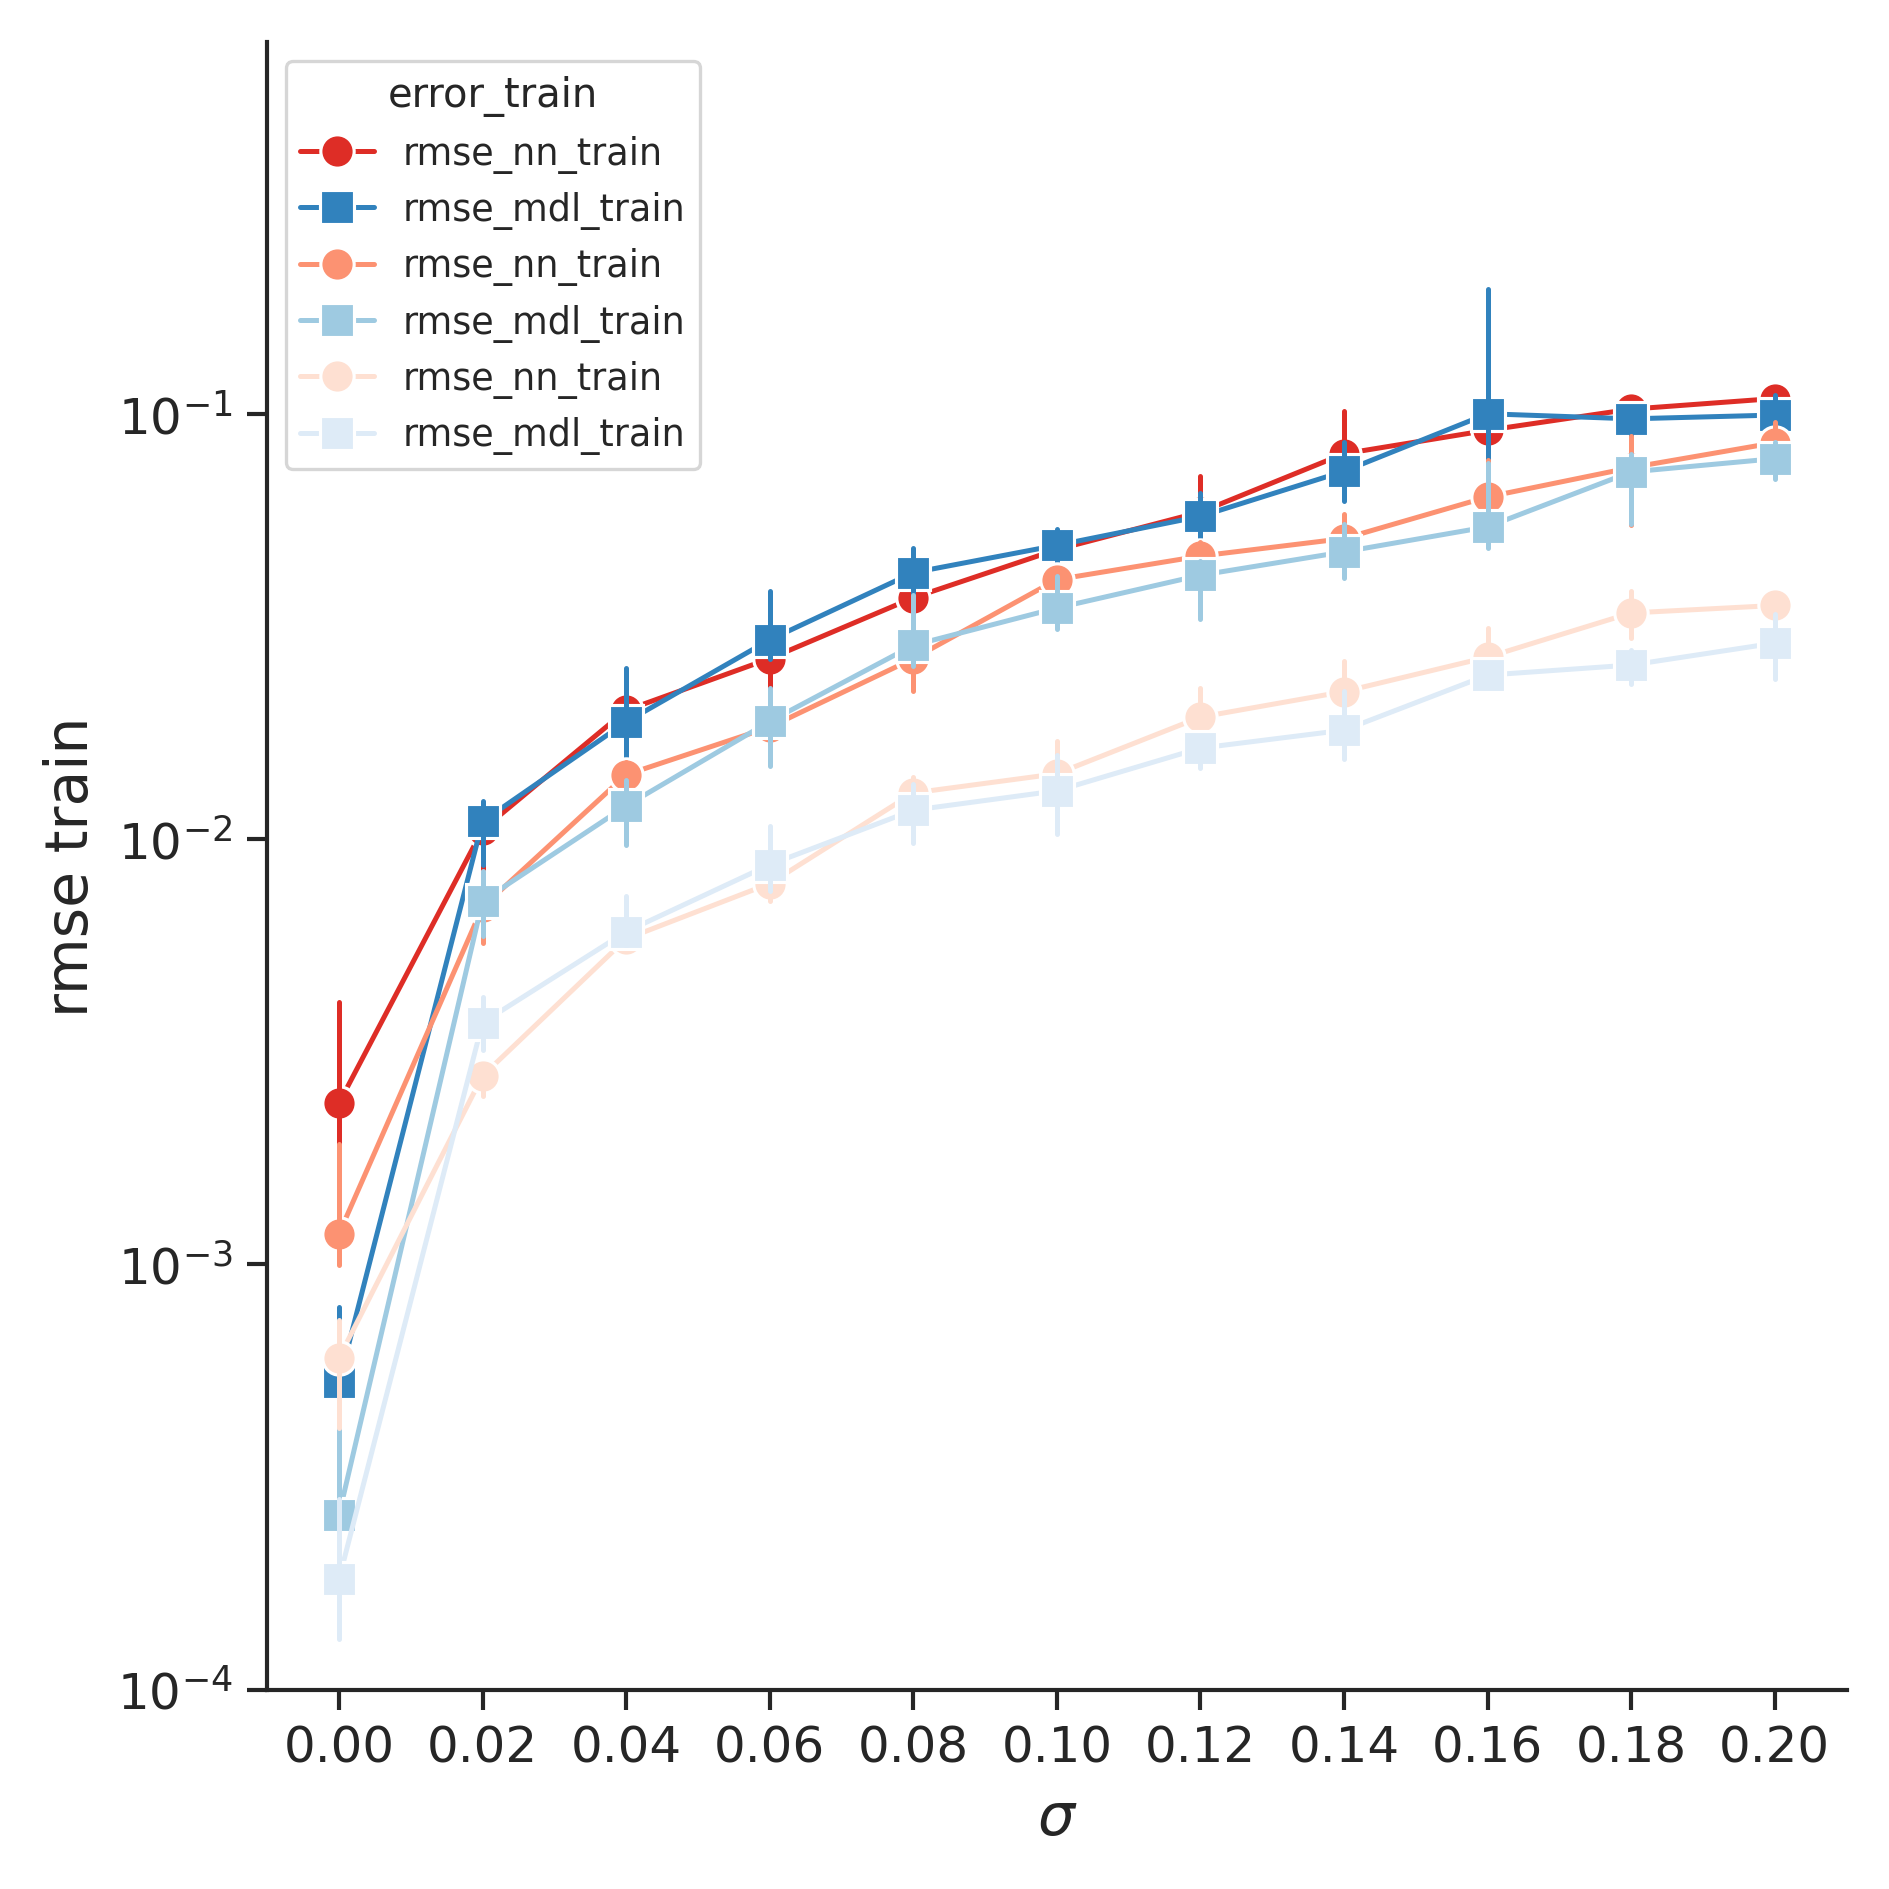 error_train
rmse_nn_train
rmse_mdl_train
rmse_nn_train
rmse_mdl_train
rmse_nn_train
rmse_mdl_train
rmse train
10⁻¹
10⁻²
10⁻³
10⁻⁴
0.00 0.02 0.04 0.06 0.08 0.10 0.12 0.14 0.16 0.18 0.20
σ